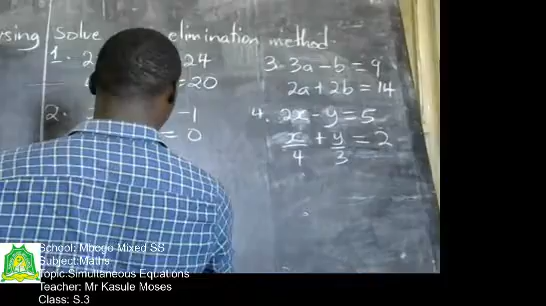 using Solve elimination method.
1. 2 24
=20
2. -1
= 0
3. 3a - b = 9
2a + 2b = 14
4. 2x - y = 5
x/4 + y/3 = 2
School: Mbogo Mixed SS
Subject:Maths
Topic:Simultaneous Equations
Teacher: Mr Kasule Moses
Class: S.3